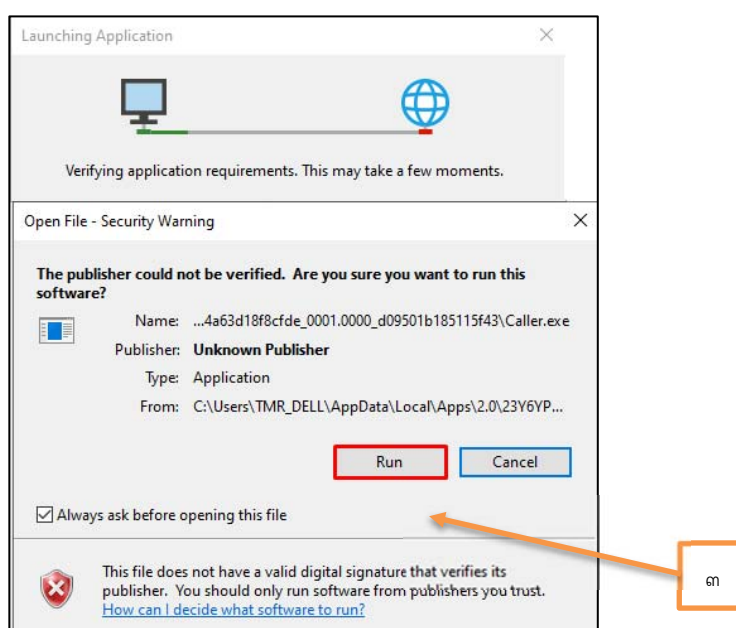 Launching Application
Verifying application requirements. This may take a few moments.
Open File - Security Warning
The publisher could not be verified. Are you sure you want to run this
software?
Name: ...4a63d18f8cfde_0001.0000_d09501b185115f43\Caller.exe
Publisher: Unknown Publisher
Type: Application
From: C:\Users\TMR_DELL\AppData\Local\Apps\2.0\23Y6YP...
Run Cancel
Always ask before opening this file
๓
This file does not have a valid digital signature that verifies its
publisher. You should only run software from publishers you trust.
How can I decide what software to run?